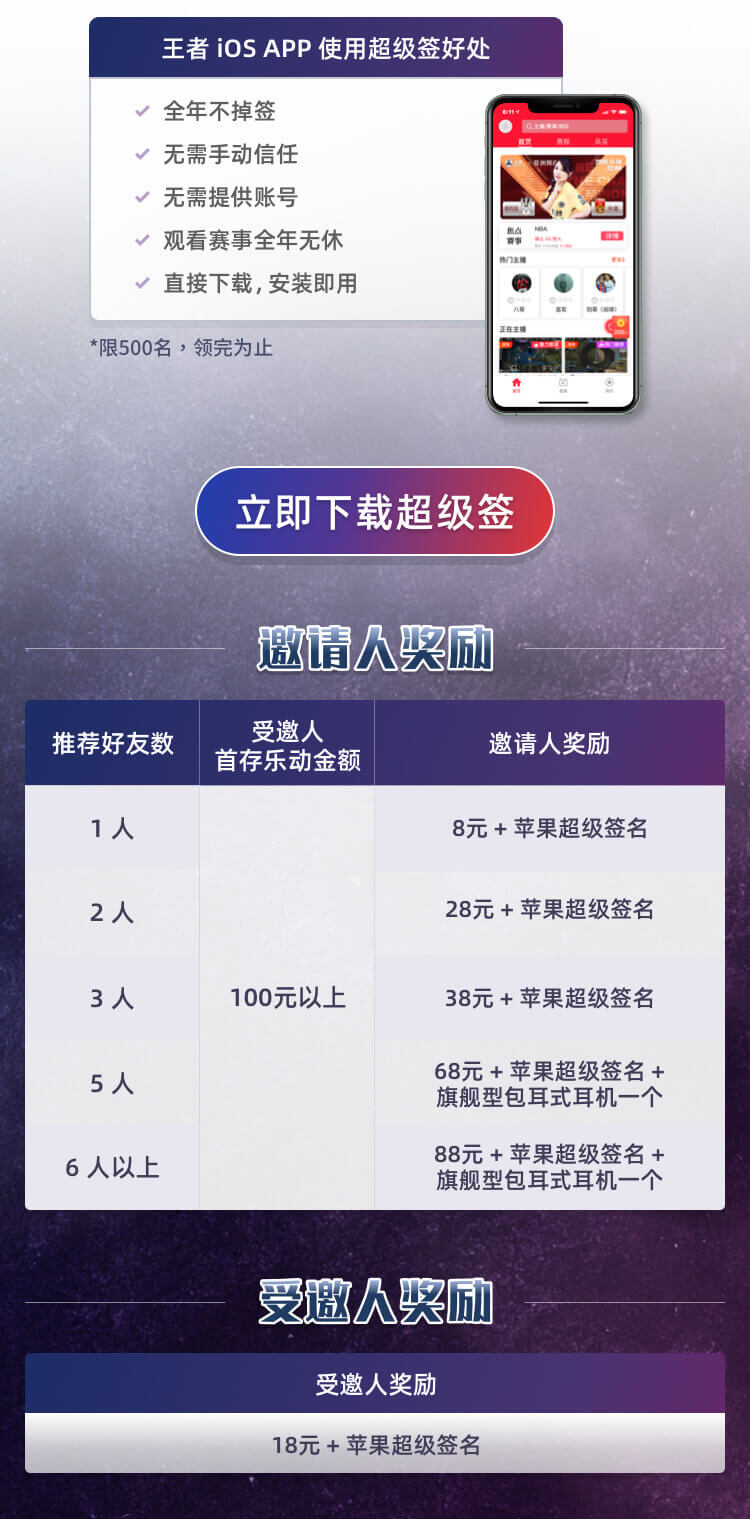 王者 iOS APP 使用超级签好处
全年不掉签
无需手动信任
无需提供账号
观看赛事全年无休
直接下载,安装即用
*限500名，领完为止
6:11
首页
赛程
焦点
赛事
NBA
详情
热门主播
更多
八哥
正在主播
首页
立即下载超级签
邀请人奖励
推荐好友数
受邀人
首存乐动金额
邀请人奖励
1 人
8元 + 苹果超级签名
2 人
28元 + 苹果超级签名
3 人
100元以上
38元 + 苹果超级签名
5 人
68元 + 苹果超级签名 +
旗舰型包耳式耳机一个
6 人以上
88元 + 苹果超级签名 +
旗舰型包耳式耳机一个
受邀人奖励
受邀人奖励
18元 + 苹果超级签名